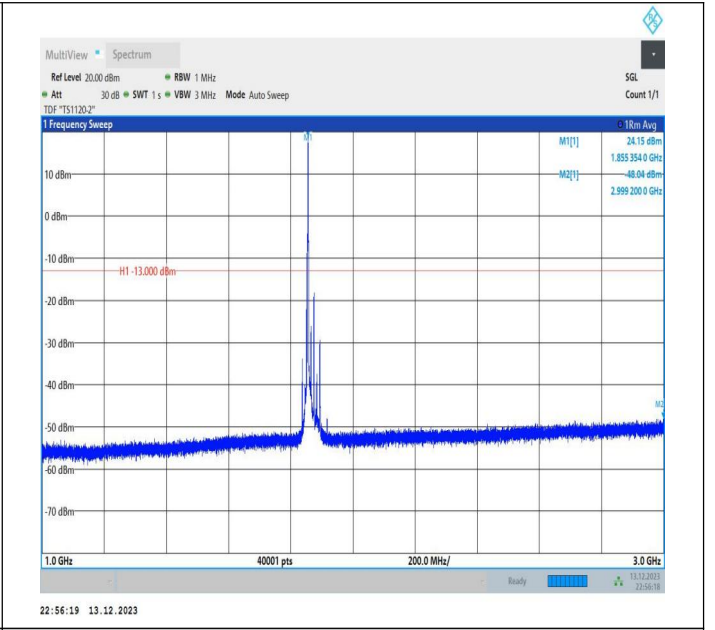 MultiView Spectrum
Ref Level 20.00 dBm RBW 1 MHz SGL
Att 30 dB SWT 1 s VBW 3 MHz Mode Auto Sweep Count 1/1
TDF "TS1120-2"
1 Frequency Sweep 1Rm Avg
M1 M1[1] 24.15 dBm
1.855 354 0 GHz
10 dBm M2[1] -48.04 dBm
2.999 200 0 GHz
0 dBm
-10 dBm
H1 -13.000 dBm
-20 dBm
-30 dBm
-40 dBm
M2
-50 dBm
-60 dBm
-70 dBm
1.0 GHz 40001 pts 200.0 MHz/ 3.0 GHz
Ready 13.12.2023
22:56:18
22:56:19 13.12.2023